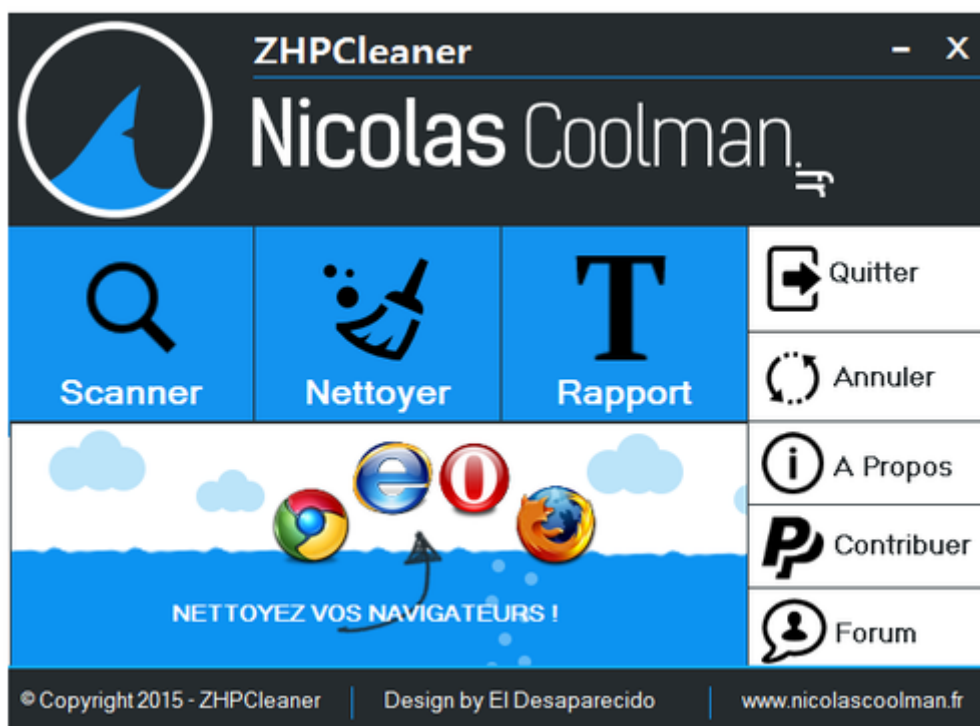 ZHPCleaner
– X
Nicolas Coolman.fr
Scanner
Nettoyer
T
Rapport
Quitter
Annuler
A Propos
Contribuer
Forum
NETTOYEZ VOS NAVIGATEURS !
© Copyright 2015 - ZHPCleaner
Design by El Desaparecido
www.nicolascoolman.fr